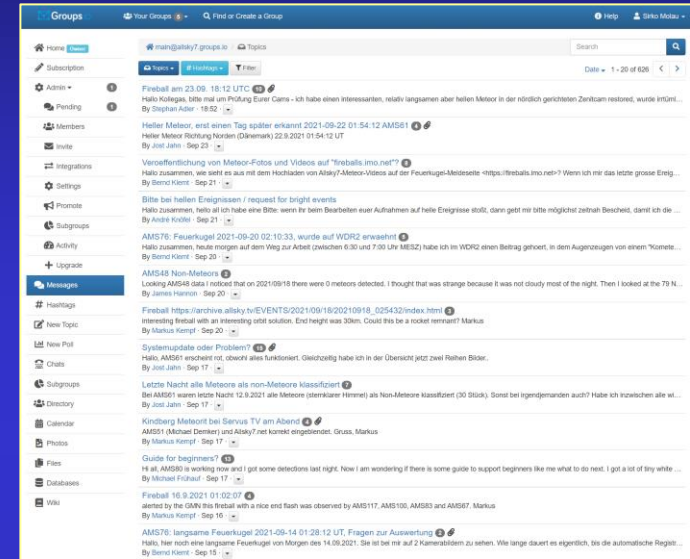 Groups.io Your Groups 8 Find or Create a Group Help Sirko Molau
Home Owner
Subscription
Admin 1
Pending 1
Members
Invite
Integrations
Settings
Promote
Subgroups
Activity
Upgrade
Messages
Hashtags
New Topic
New Poll
Chats
Subgroups
Directory
Calendar
Photos
Files
Databases
Wiki
main@allsky7.groups.io / Topics Search
Topics # Hashtags Filter Date 1 - 20 of 626
Fireball am 23.09. 18:12 UTC 10
Hallo Kollegas, bitte mal um Prüfung Eurer Cams - ich habe einen interessanten, relativ langsamen aber hellen Meteor in der nördlich gerichteten Zenitcam restored, wurde irrtümi...
By Stephan Adler · 18:52 ·
Heller Meteor, erst einen Tag später erkannt 2021-09-22 01:54:12 AMS61 4
Heller Meteor Richtung Norden (Dänemark) 22.9.2021 01:54:12 UT
By Jost Jahn · Sep 23 ·
Veroeffentlichung von Meteor-Fotos und Videos auf "fireballs.imo.net"?
Hallo zusammen, wie sieht es aus mit dem Hochladen von Allsky7-Meteor-Videos auf der Feuerkugel-Meldeseite <https://fireballs.imo.net>? Wenn ich mir das letzte grosse Ereig...
By Bernd Klemt · Sep 21 ·
Bitte bei hellen Ereignissen / request for bright events
Hallo zusammen, hello all ich habe eine Bitte: wenn ihr beim Bearbeiten euer Aufnahmen auf helle Ereignisse stoßt, dann gebt mir bitte möglichst zeitnah Bescheid, damit ich die ...
By André Knöfel · Sep 21 ·
AMS76: Feuerkugel 2021-09-20 02:10:33, wurde auf WDR2 erwaehnt
Hallo zusammen, heute morgen auf dem Weg zur Arbeit (zwischen 6:30 und 7:00 Uhr MESZ) habe ich im WDR2 einen Beitrag gehoert, in dem Augenzeugen von einem "Komete...
By Bernd Klemt · Sep 20 ·
AMS48 Non-Meteors
Looking AMS48 data I noticed that on 2021/09/18 there were 0 meteors detected. I thought that was strange because it was not cloudy most of the night. Then I looked at the 79 N...
By James Hannon · Sep 20 ·
Fireball https://archive.allsky.tv/EVENTS/2021/09/18/20210918_025432/index.html
interesting fireball with an interesting orbit solution. End height was 30km. Could this be a rocket remnant? Markus
By Markus Kempf · Sep 20 ·
Systemupdate oder Problem?
Hallo, AMS61 erscheint rot, obwohl alles funktioniert. Gleichzeitig habe ich in der Übersicht jetzt zwei Reihen Bilder.
By Jost Jahn · Sep 17 ·
Letzte Nacht alle Meteore als non-Meteore klassifiziert
Bei AMS61 waren letzte Nacht 12.9.2021 alle Meteore (sternklarer Himmel) als Non-Meteore klassifiziert (30 Stück). Sonst bei irgendjemanden auch? Habe ich inzwischen alle wi...
By Jost Jahn · Sep 17 ·
Kindberg Meteorit bei Servus TV am Abend
AMS51 (Michael Demker) und Allsky7.net korrekt eingeblendet. Gruss, Markus
By Markus Kempf · Sep 17 ·
Guide for beginners? 13
Hi all, AMS80 is working now and I got some detections last night. Now I am wondering if there is some guide to support beginners like me what to do next. I got a lot of tiny white ...
By Michael Frühauf · Sep 17 ·
Fireball 16.9.2021 01:02:07
alerted by the GMN this fireball with a nice end flash was observed by AMS117, AMS100, AMS83 and AMS67. Markus
By Markus Kempf · Sep 16 ·
AMS76: langsame Feuerkugel 2021-09-14 01:28:12 UT, Fragen zur Auswertung
Hallo, hier noch eine langsame Feuerkugel von Morgen des 14.09.2021. Sie ist bei mir auf 2 Kamerabildern zu sehen. Wie lange dauert es eigentlich, bis die automatische Registri...
By Bernd Klemt · Sep 15 ·